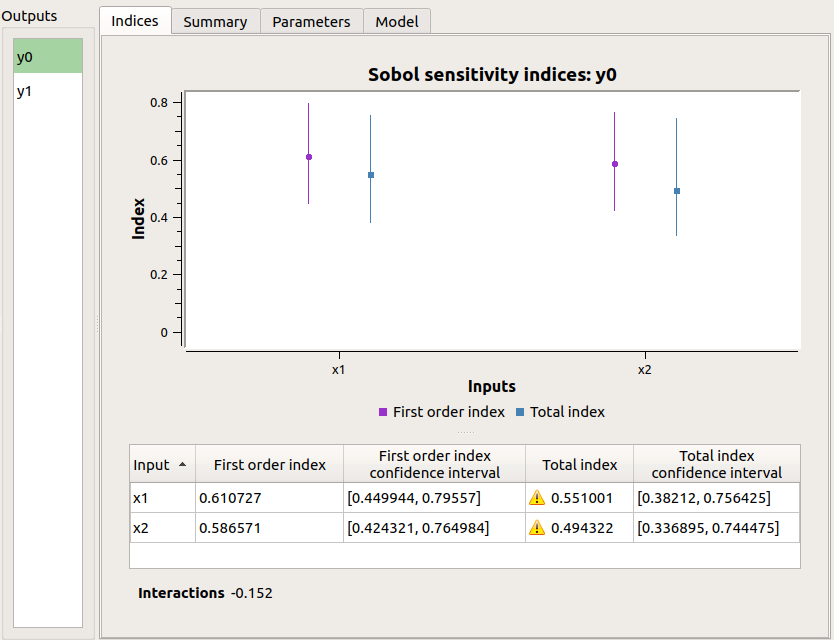 Outputs
y0
y1
Indices Summary Parameters Model
Sobol sensitivity indices: y0
Index
0.8
0.6
0.4
0.2
0
x1 x2
Inputs
First order index Total index
Input First order index First order index confidence interval Total index Total index confidence interval
x1 0.610727 [0.449944, 0.79557] 0.551001 [0.38212, 0.756425]
x2 0.586571 [0.424321, 0.764984] 0.494322 [0.336895, 0.744475]
Interactions -0.152